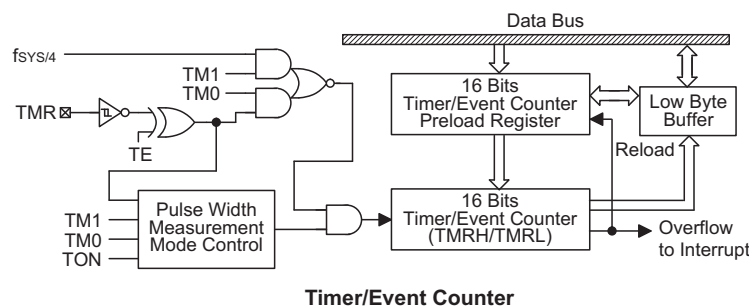 Data Bus
fSYS/4
TM1
TM0
TMR
TE
16 Bits
Timer/Event Counter
Preload Register
Low Byte
Buffer
Reload
TM1
TM0
TON
Pulse Width
Measurement
Mode Control
16 Bits
Timer/Event Counter
(TMRH/TMRL)
Overflow
to Interrupt
Timer/Event Counter